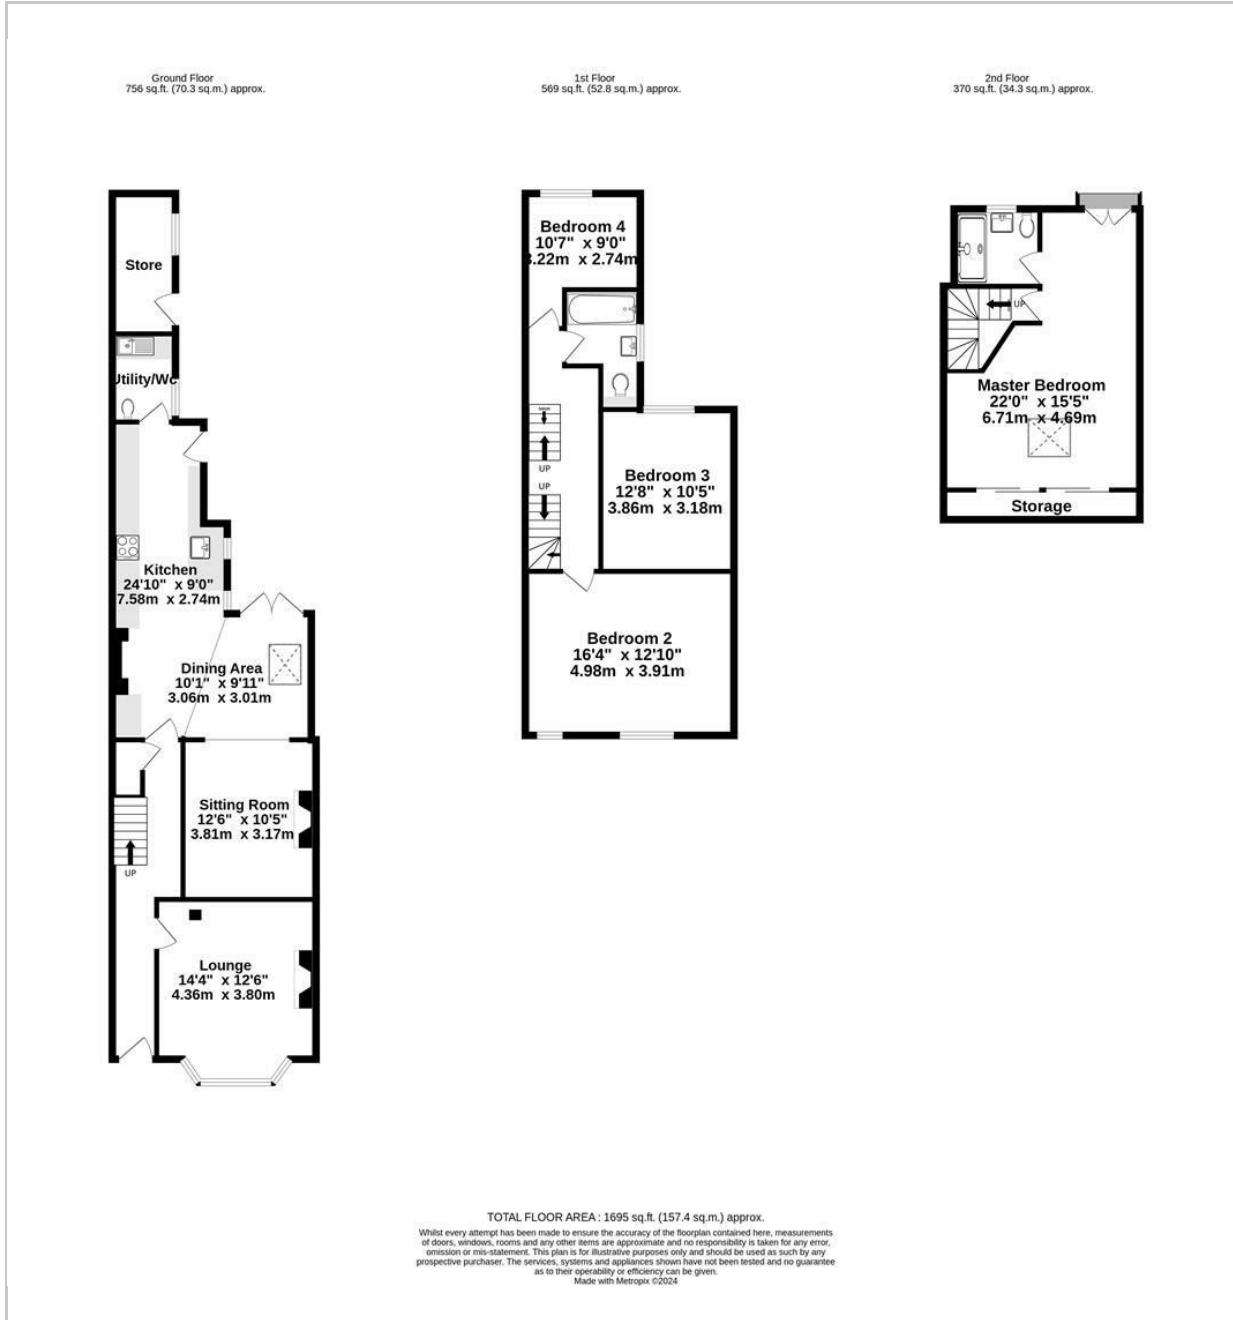 Ground Floor
756 sq.ft. (70.3 sq.m.) approx.
Store
Utility/Wc
Kitchen
24'10" x 9'0"
7.58m x 2.74m
Dining Area
10'1" x 9'11"
3.06m x 3.01m
Sitting Room
12'6" x 10'5"
3.81m x 3.17m
UP
Lounge
14'4" x 12'6"
4.36m x 3.80m
1st Floor
569 sq.ft. (52.8 sq.m.) approx.
Bedroom 4
10'7" x 9'0"
3.22m x 2.74m
UP
UP
Bedroom 3
12'8" x 10'5"
3.86m x 3.18m
Bedroom 2
16'4" x 12'10"
4.98m x 3.91m
2nd Floor
370 sq.ft. (34.3 sq.m.) approx.
UP
Master Bedroom
22'0" x 15'5"
6.71m x 4.69m
Storage
TOTAL FLOOR AREA : 1695 sq.ft. (157.4 sq.m.) approx.
Whilst every attempt has been made to ensure the accuracy of the floorplan contained here, measurements
of doors, windows, rooms and any other items are approximate and no responsibility is taken for any error,
omission or mis-statement. This plan is for illustrative purposes only and should be used as such by any
prospective purchaser. The services, systems and appliances shown have not been tested and no guarantee
as to their operability or efficiency can be given.
Made with Metropix ©2024